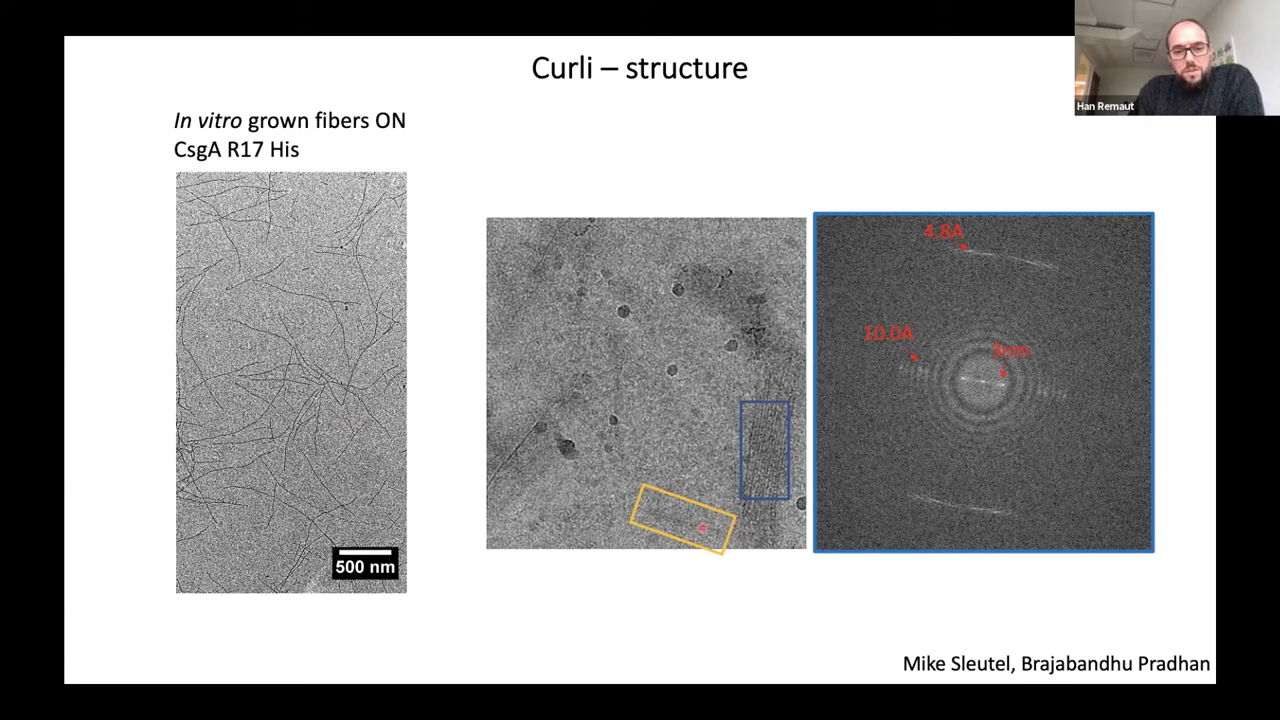 Curli – structure
Han Remaut
In vitro grown fibers ON
CsgA R17 His
4.8A
10.0A
3nm
500 nm
Mike Sleutel, Brajabandhu Pradhan